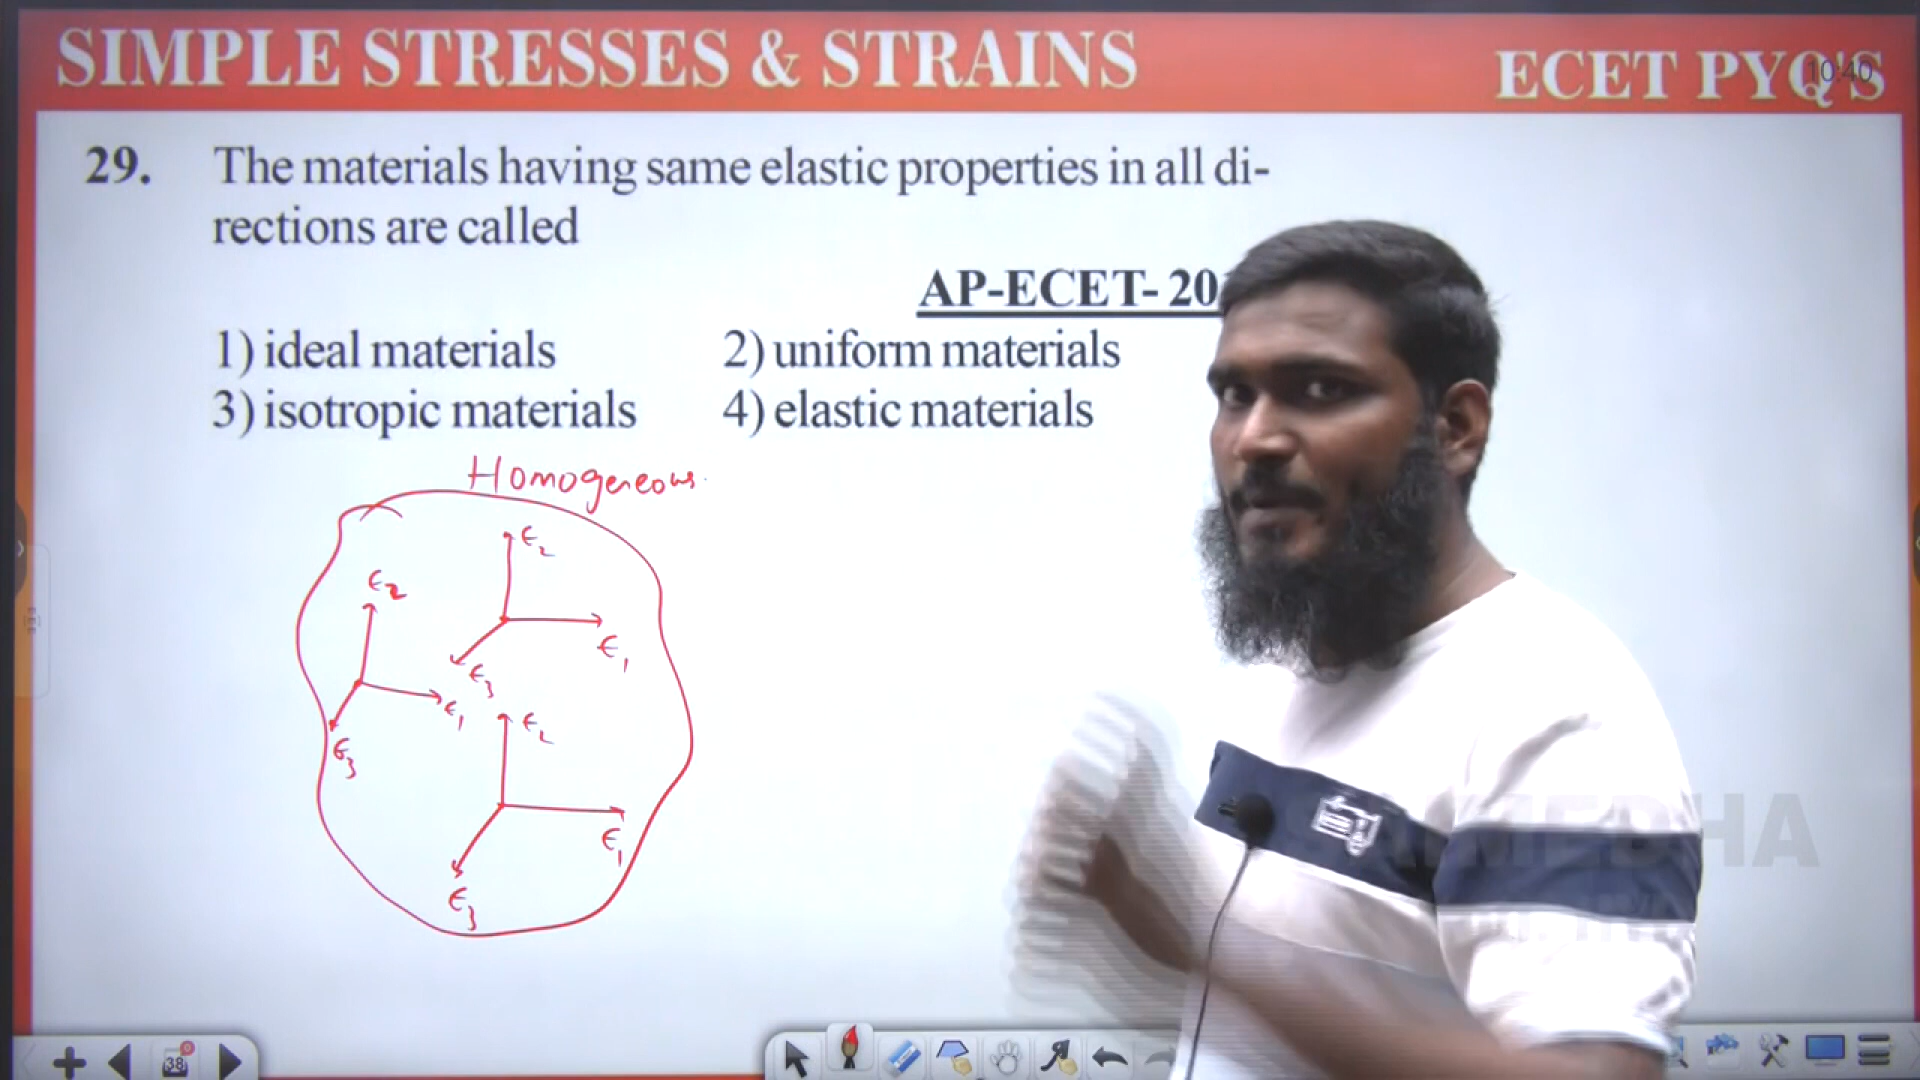 SIMPLE STRESSES & STRAINS
ECET PYQ'S
10:40
29. The materials having same elastic properties in all di-
rections are called
AP-ECET- 20
1) ideal materials 2) uniform materials
3) isotropic materials 4) elastic materials
Homogeneous.
ϵ2
ϵ2
ϵ1
ϵ3
ϵ1
ϵ3
ϵ2
ϵ1
ϵ3
SAIMEDHA
38